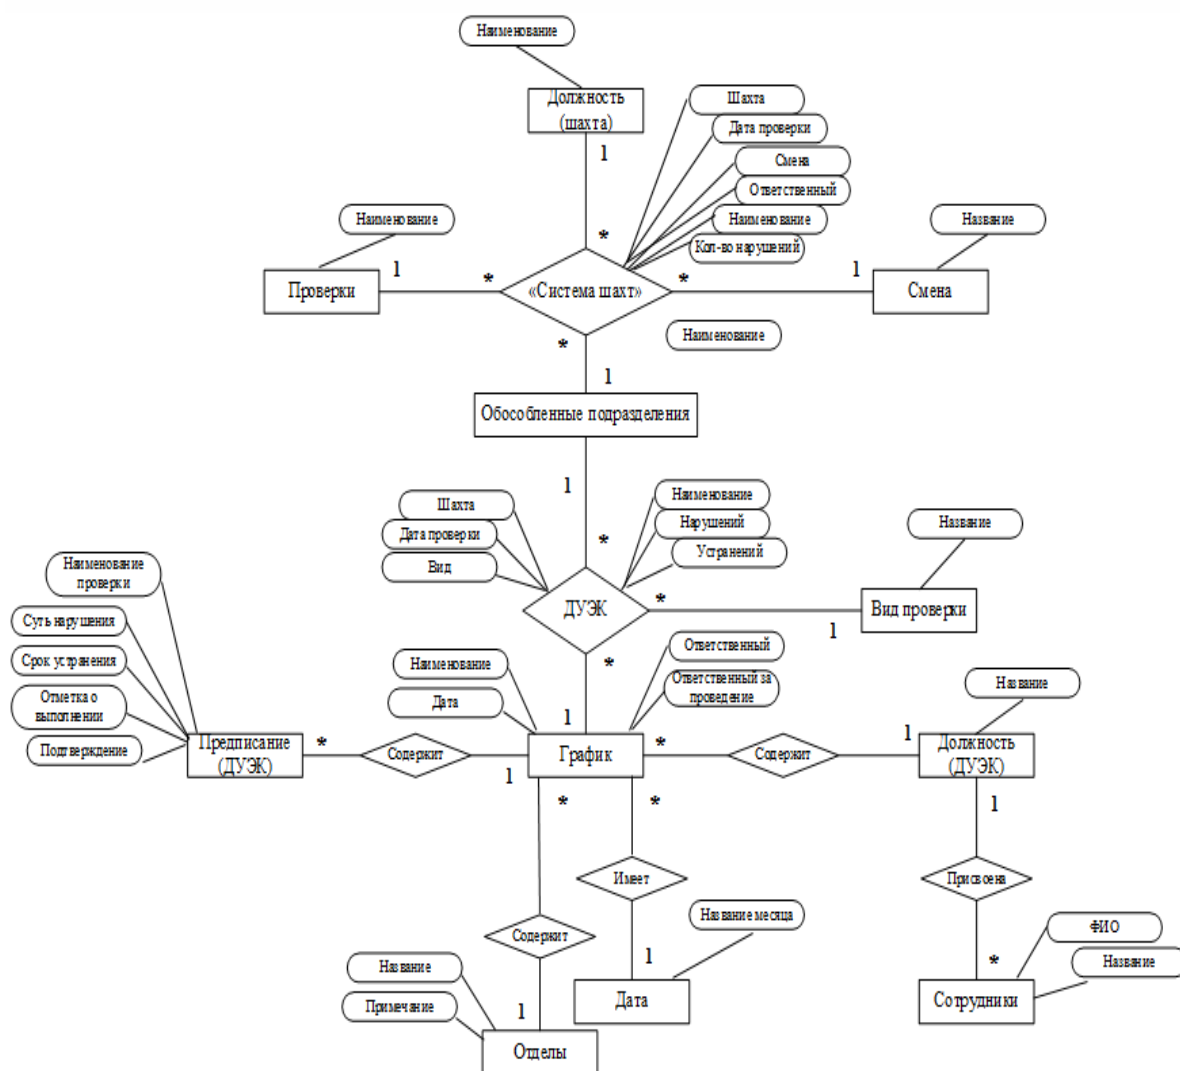 Наименование
Должность
(шахта)
Шахта
Дата проверки
Смена
Ответственный
Наименование
Кол-во нарушений
1
*
Наименование
Проверки
1
*
«Система шахт»
*
1
Название
Смена
Наименование
*
1
Обособленные подразделения
1
*
Шахта
Дата проверки
Вид
Наименование
Нарушений
Устранений
ДУЭК
*
1
Название
Вид проверки
Наименование
проверки
Суть нарушения
Срок устранения
Отметка о
выполнении
Подтверждение
Предписание
(ДУЭК)
*
Содержит
1
Наименование
Дата
*
1
Ответственный
Ответственный за
проведение
График
*
Содержит
1
Название
Должность
(ДУЭК)
*
*
1
Имеет
Присвоена
Содержит
Название месяца
1
Дата
ФИО
Название
*
Сотрудники
Название
Примечание
1
Отделы